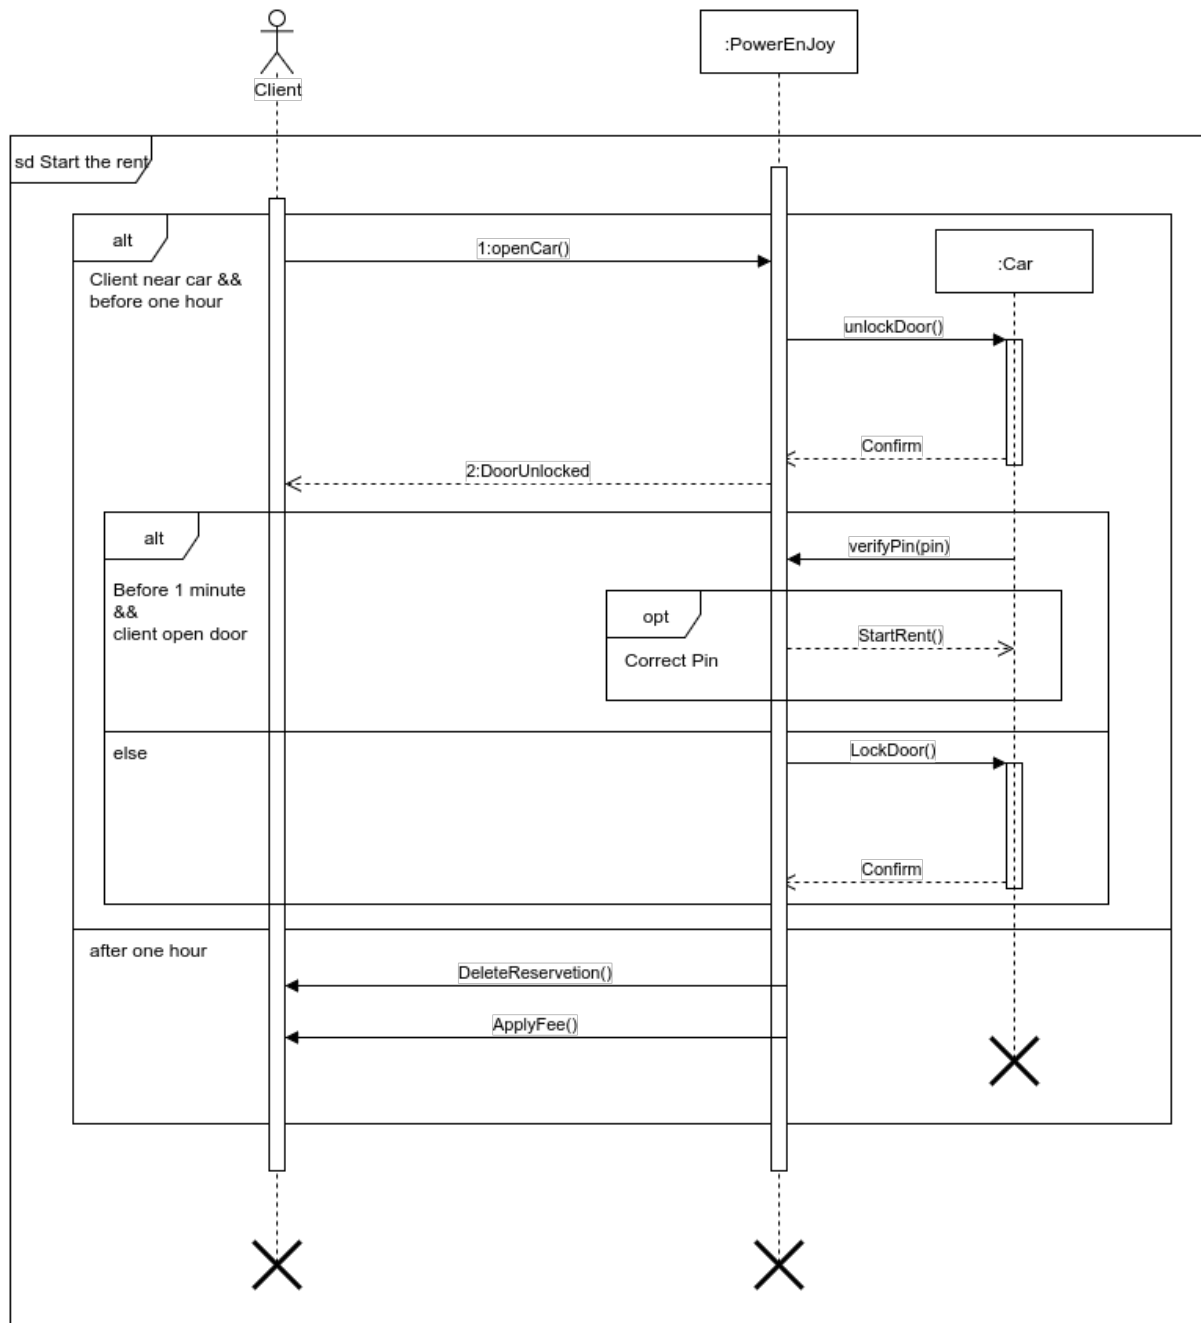 Client
:PowerEnJoy
sd Start the rent
alt
1:openCar()
:Car
Client near car &&
before one hour
unlockDoor()
Confirm
2:DoorUnlocked
alt
verifyPin(pin)
Before 1 minute
&&
client open door
opt
StartRent()
Correct Pin
else
LockDoor()
Confirm
after one hour
DeleteReservetion()
ApplyFee()